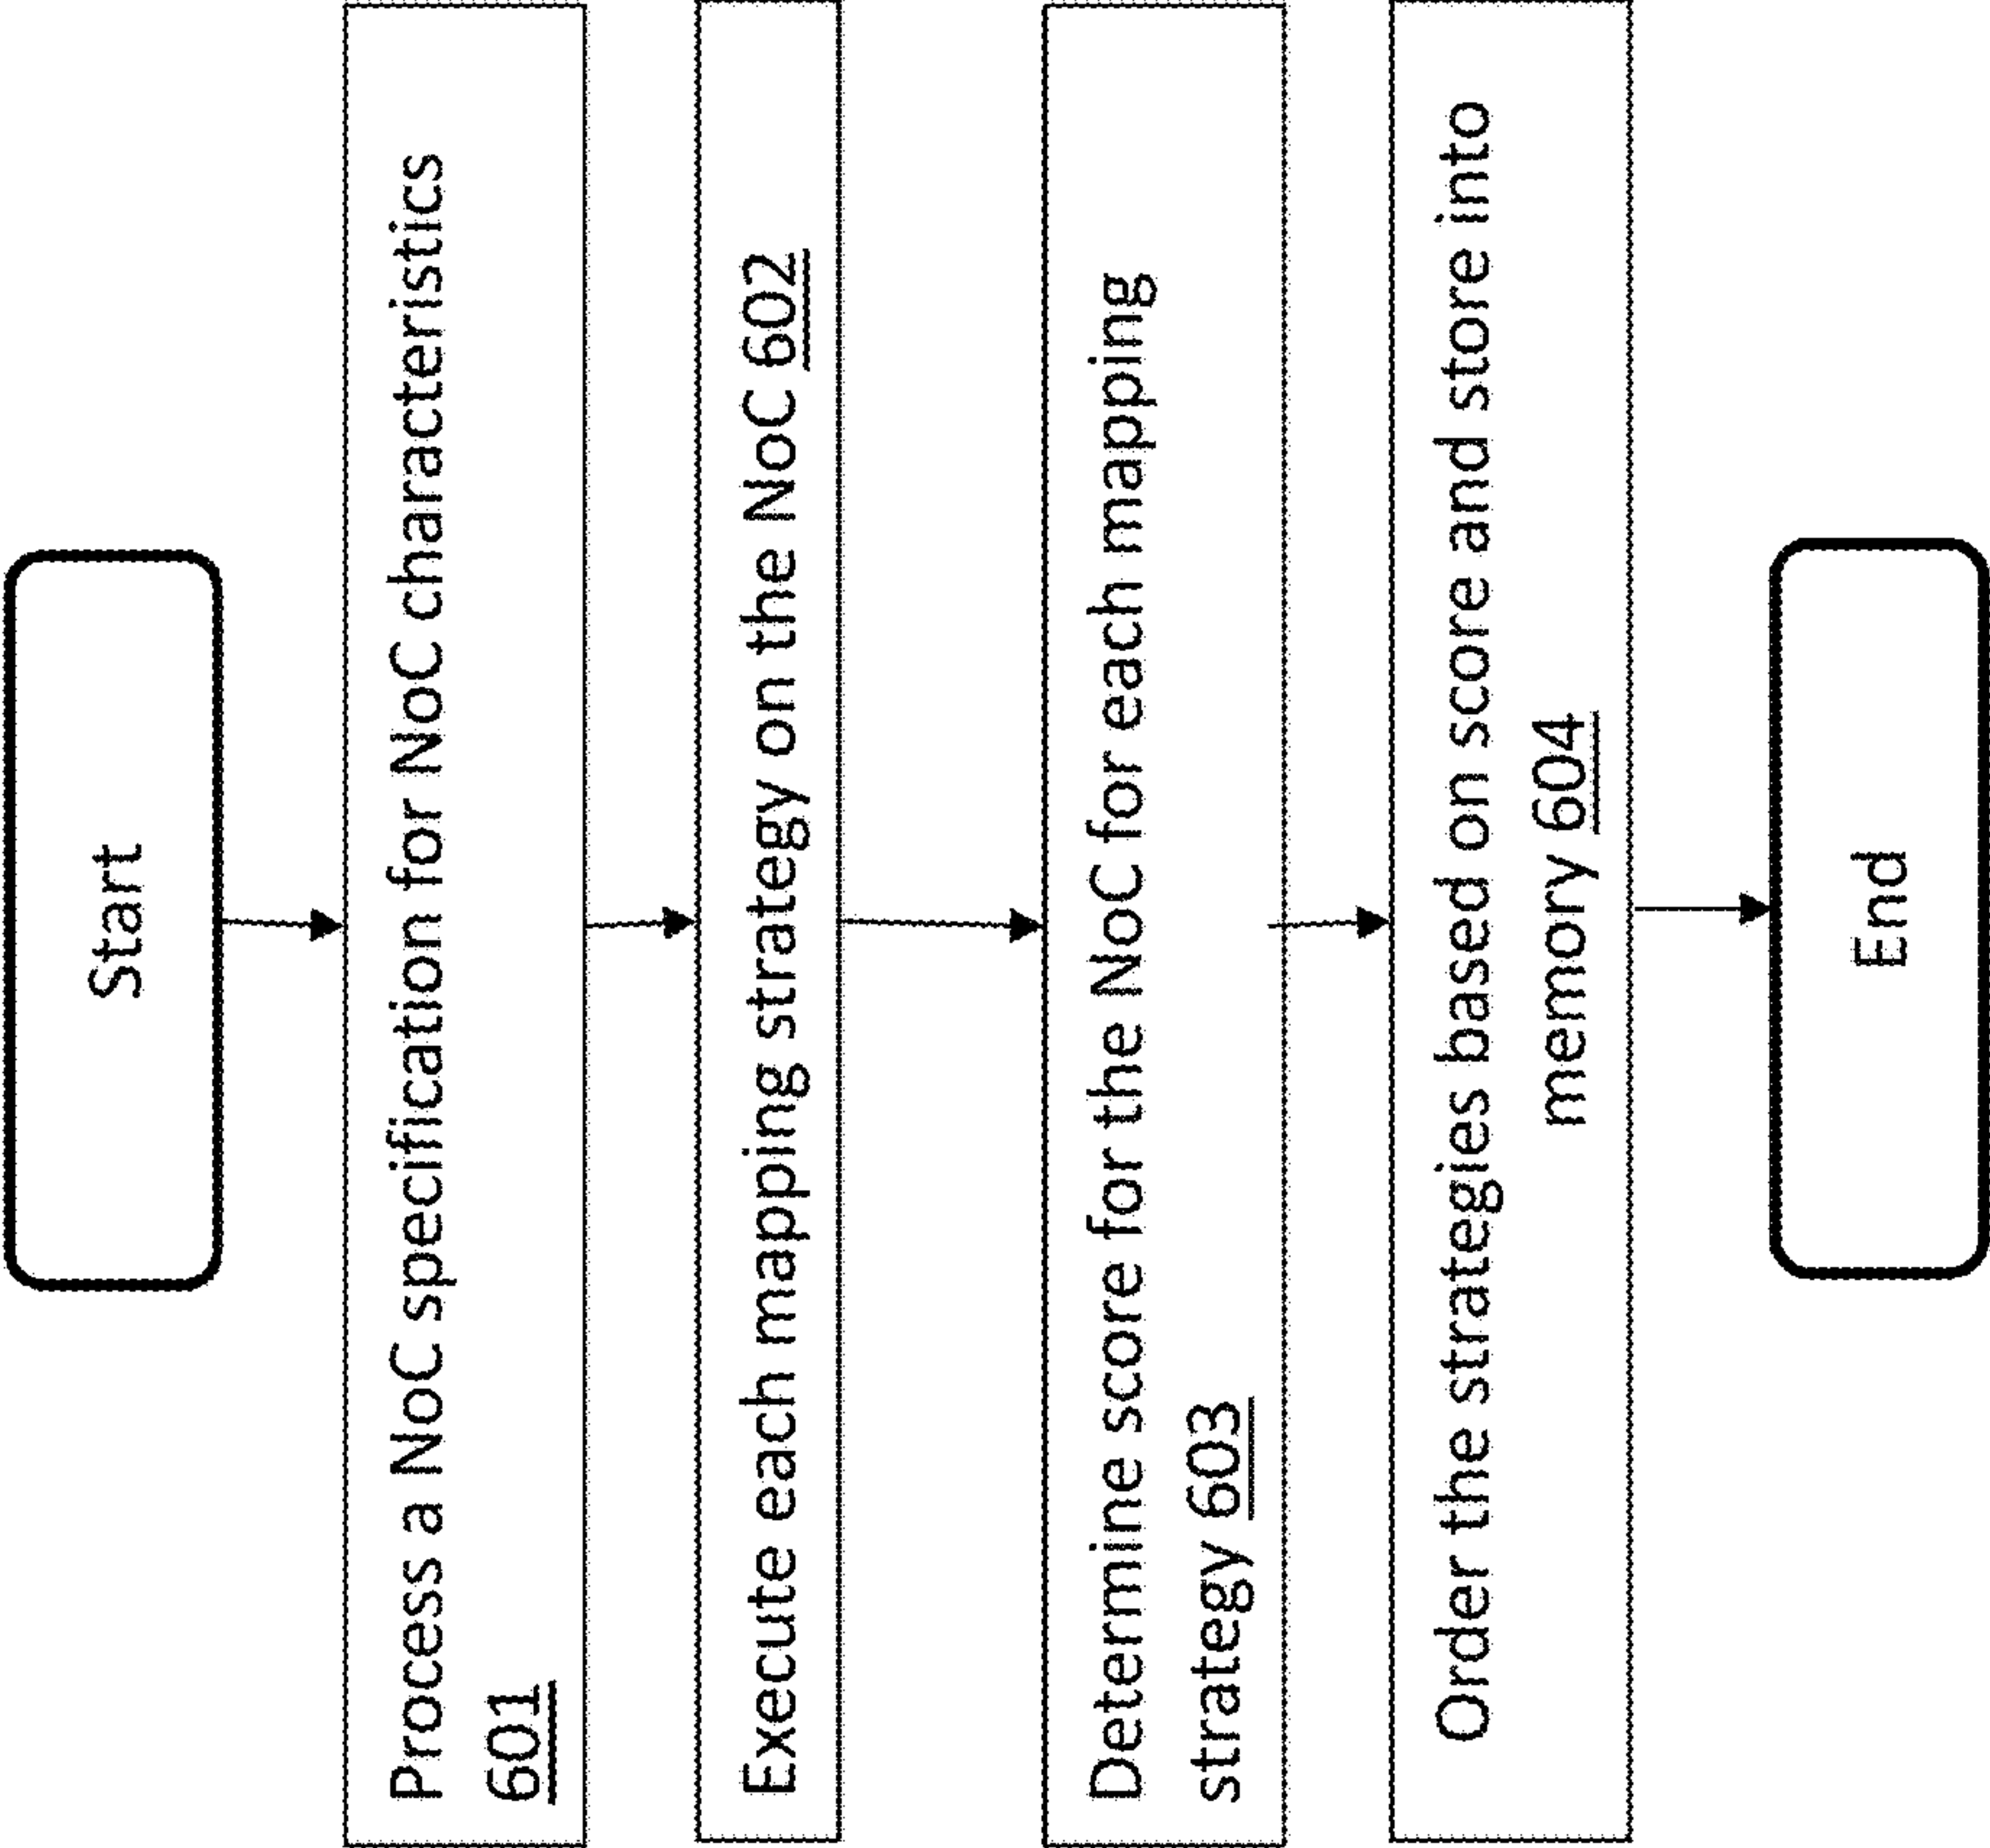 Start
Process a NoC specification for NoC characteristics
601
Execute each mapping strategy on the NoC 602
Determine score for the NoC for each mapping
strategy 603
Order the strategies based on score and store into
memory 604
End